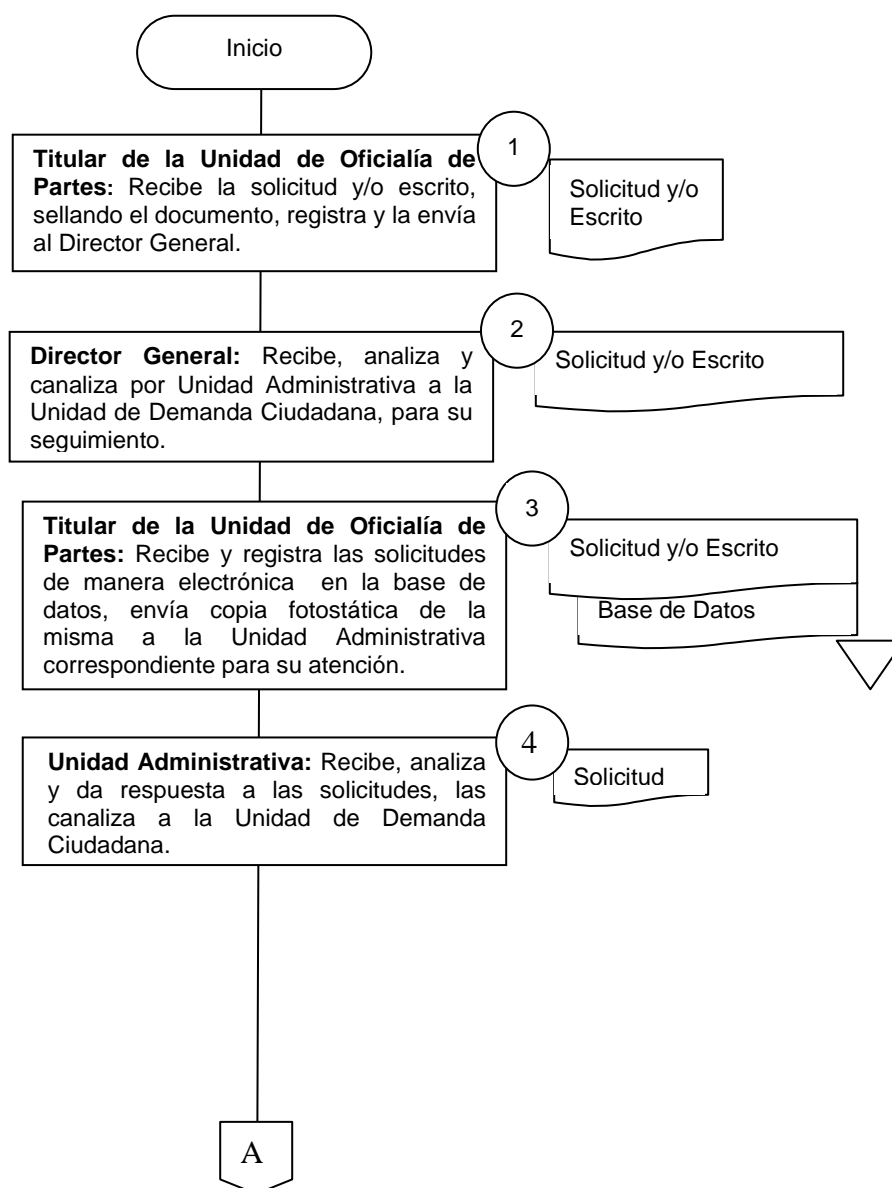 Inicio
1
Titular de la Unidad de Oficialía de
Partes: Recibe la solicitud y/o escrito,
sellando el documento, registra y la envía
al Director General.
Solicitud y/o
Escrito
2
Director General: Recibe, analiza y
canaliza por Unidad Administrativa a la
Unidad de Demanda Ciudadana, para su
seguimiento.
Solicitud y/o Escrito
3
Titular de la Unidad de Oficialía de
Partes: Recibe y registra las solicitudes
de manera electrónica en la base de
datos, envía copia fotostática de la
misma a la Unidad Administrativa
correspondiente para su atención.
Solicitud y/o Escrito
Base de Datos
4
Unidad Administrativa: Recibe, analiza
y da respuesta a las solicitudes, las
canaliza a la Unidad de Demanda
Ciudadana.
Solicitud
A